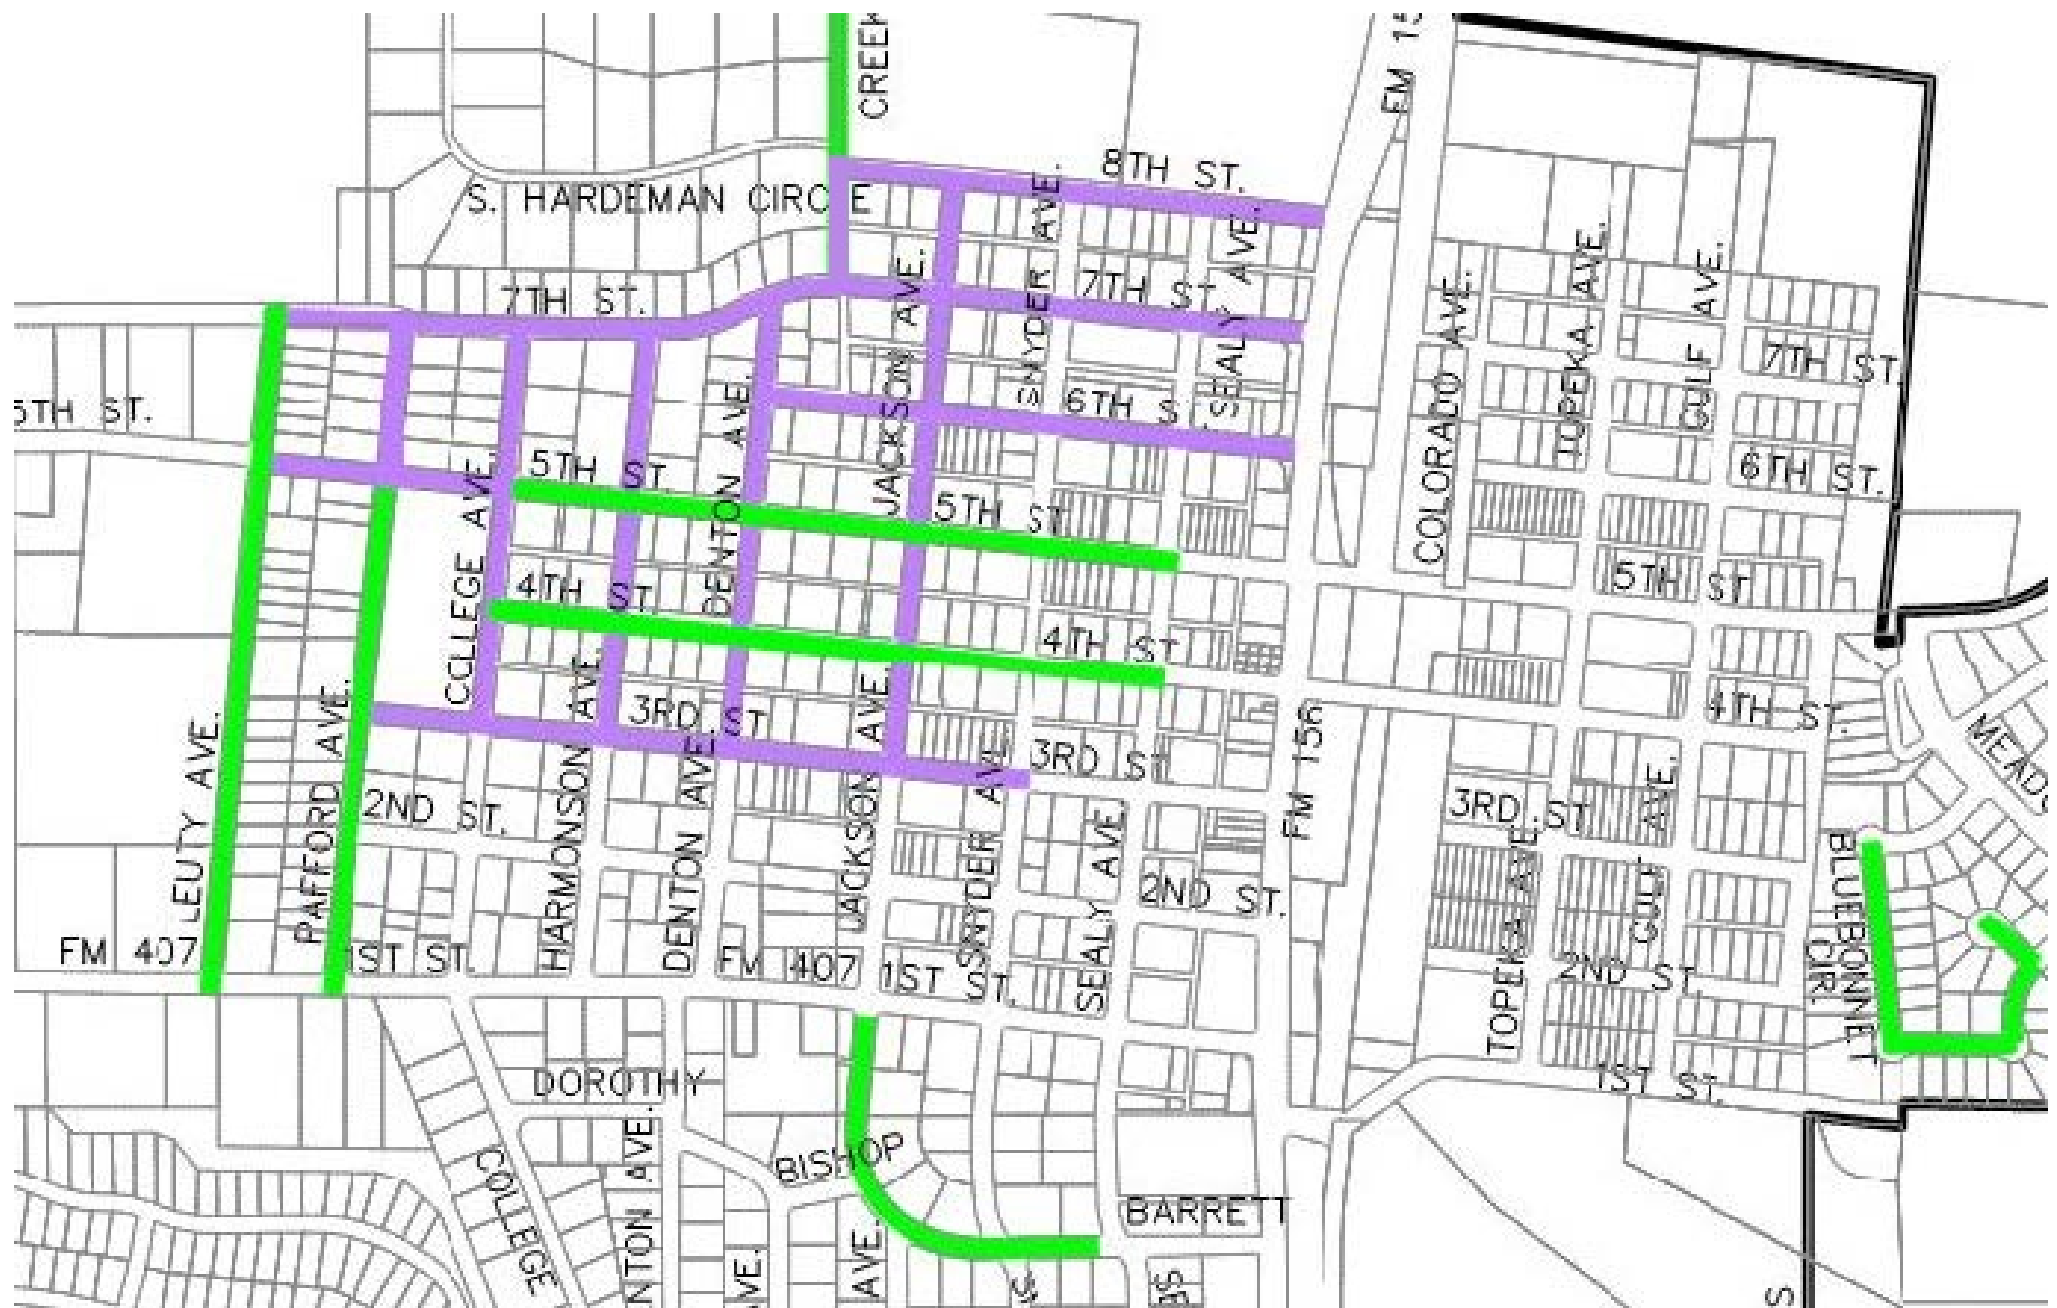 CREEK
FM 15
8TH ST.
S. HARDEMAN CIRCLE
SNYDER AVE.
SEALY AVE.
7TH ST.
7TH ST.
JACKSON AVE.
COLORADO AVE.
TOPEKA AVE.
GULF AVE.
7TH ST.
5TH ST.
6TH S
DENTON AVE.
5TH ST.
6TH ST.
COLLEGE AVE.
5TH ST
5TH ST
4TH ST.
4TH ST
HARMONSON AVE.
3RD ST
4TH ST.
LEUTY AVE.
PAFFORD AVE.
DENTON AVE.
JACKSON AVE.
SNYDER AVE.
3RD ST
FM 156
GULF AVE.
MEADO
2ND ST.
3RD ST
TOPEKA AVE.
SEALY AVE.
2ND ST.
BLUEBONNET CIR.
FM 407
1ST ST.
FM 407
1ST ST.
2ND ST
DOROTHY
1ST ST.
BISHOP
COLLEGE
NTON AVE.
BARRETT
AVE.
AVE.
S